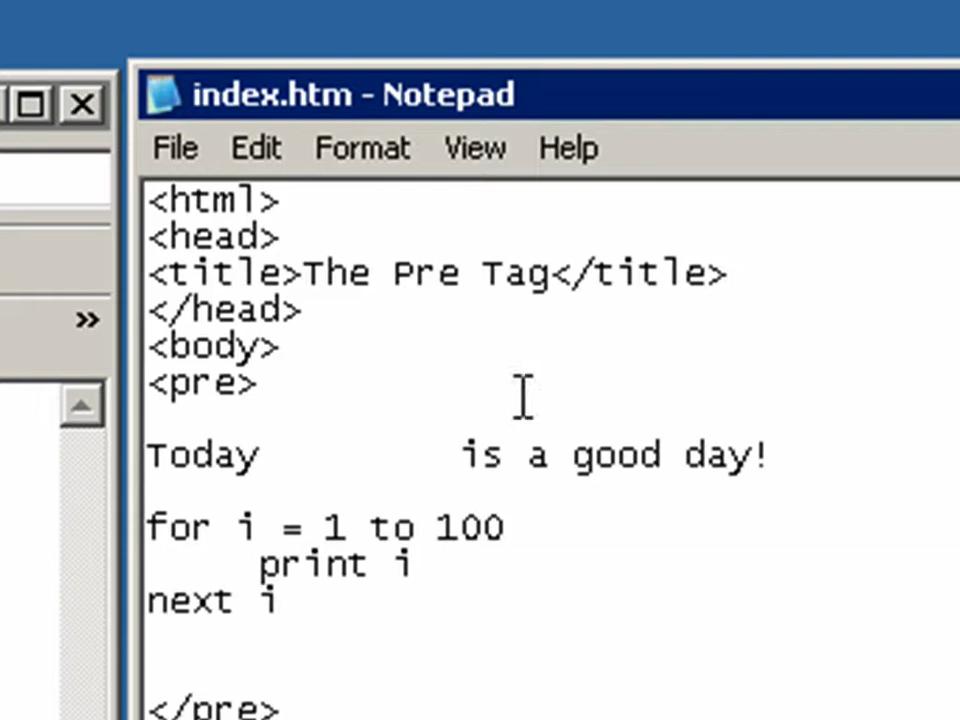 index.htm - Notepad
File Edit Format View Help
<html>
<head>
<title>The Pre Tag</title>
</head>
<body>
<pre>
Today           is a good day!
for i = 1 to 100
      print i
next i
</pre>